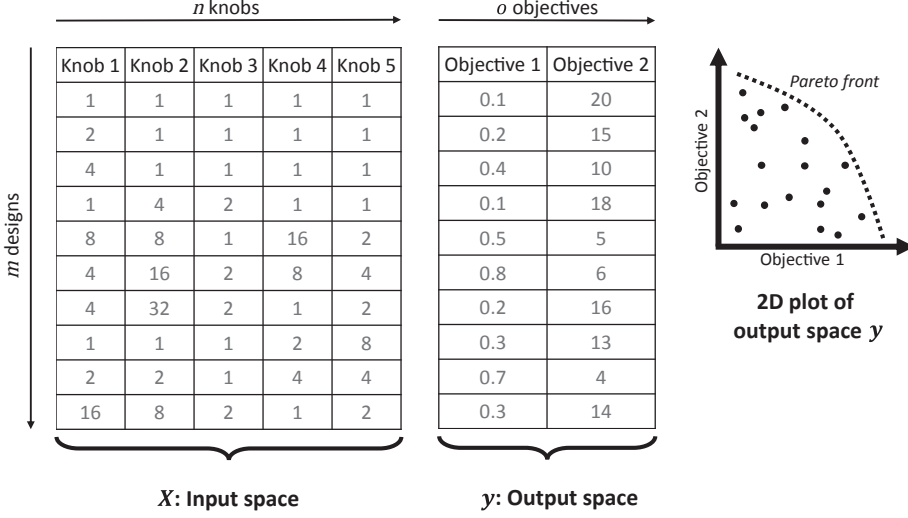 n knobs
o objectives
m designs
Knob 1 Knob 2 Knob 3 Knob 4 Knob 5
1 1 1 1 1
2 1 1 1 1
4 1 1 1 1
1 4 2 1 1
8 8 1 16 2
4 16 2 8 4
4 32 2 1 2
1 1 1 2 8
2 2 1 4 4
16 8 2 1 2
X: Input space
Objective 1 Objective 2
0.1 20
0.2 15
0.4 10
0.1 18
0.5 5
0.8 6
0.2 16
0.3 13
0.7 4
0.3 14
y: Output space
Pareto front
Objective 2
Objective 1
2D plot of
output space y